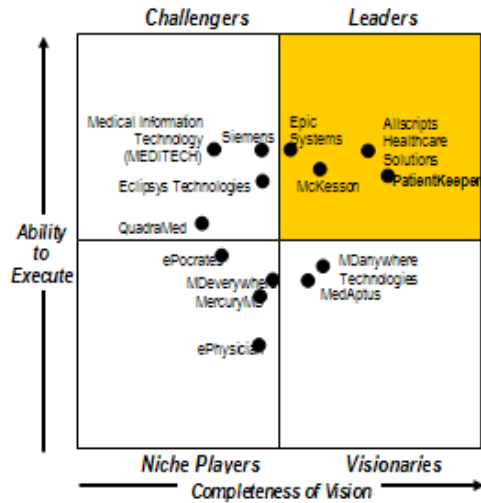 Challengers
Leaders
Medical Information
Technology
(MEDITECH)
Siemens
Epic
Systems
Allscripts
Healthcare
Solutions
McKesson
PatientKeeper
Eclipsys Technologies
QuadraMed
Ability
to
Execute
ePocrates
MDeverywhere
MercuryMD
ePhysician
MDanywhere
Technologies
MedAptus
Niche Players
Visionaries
Completeness of Vision